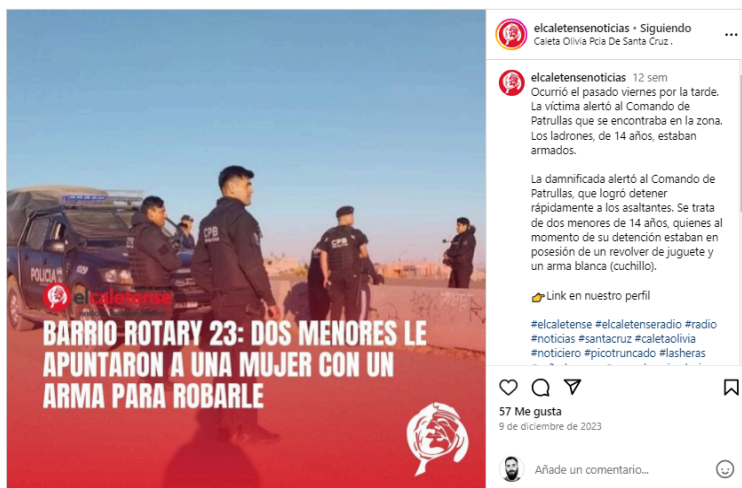 CPB
CPB
POLICIA
elcaletense
BARRIO ROTARY 23: DOS MENORES LE
APUNTARON A UNA MUJER CON UN
ARMA PARA ROBARLE
elcaletensenoticias • Siguiendo
Caleta Olivia Pcia De Santa Cruz .
elcaletensenoticias 12 sem
Ocurrió el pasado viernes por la tarde.
La víctima alertó al Comando de
Patrullas que se encontraba en la zona.
Los ladrones, de 14 años, estaban
armados.
La damnificada alertó al Comando de
Patrullas, que logró detener
rápidamente a los asaltantes. Se trata
de dos menores de 14 años, quienes al
momento de su detención estaban en
posesión de un revolver de juguete y
un arma blanca (cuchillo).
👉Link en nuestro perfil
#elcaletense #elcaletenseradio #radio
#noticias #santacruz #caletaolivia
#noticiero #picotruncado #lasheras
57 Me gusta
9 de diciembre de 2023
Añade un comentario...